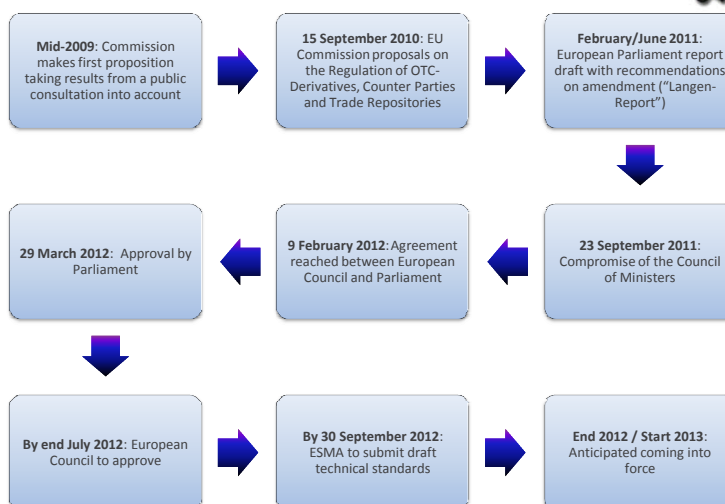 Mid-2009: Commission
makes first proposition
taking results from a public
consultation into account
15 September 2010: EU
Commission proposals on
the Regulation of OTC-
Derivatives, Counter Parties
and Trade Repositories
February/June 2011:
European Parliament report
draft with recommendations
on amendment (“Langen-
Report”)
23 September 2011:
Compromise of the Council
of Ministers
9 February 2012: Agreement
reached between European
Council and Parliament
29 March 2012: Approval by
Parliament
By end July 2012: European
Council to approve
By 30 September 2012:
ESMA to submit draft
technical standards
End 2012 / Start 2013:
Anticipated coming into
force